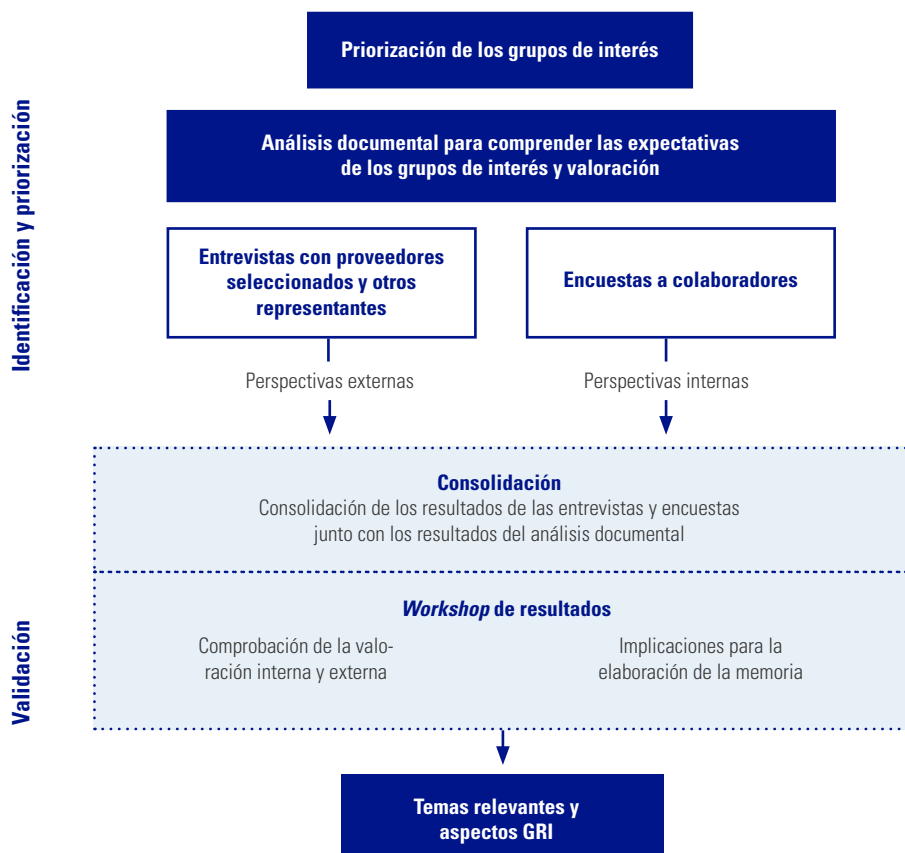 Priorización de los grupos de interés
Identificación y priorización
Análisis documental para comprender las expectativas
de los grupos de interés y valoración
Entrevistas con proveedores
seleccionados y otros
representantes
Encuestas a colaboradores
Perspectivas externas
Perspectivas internas
Consolidación
Consolidación de los resultados de las entrevistas y encuestas
junto con los resultados del análisis documental
Validación
Workshop de resultados
Comprobación de la valo-
ración interna y externa
Implicaciones para la
elaboración de la memoria
Temas relevantes y
aspectos GRI